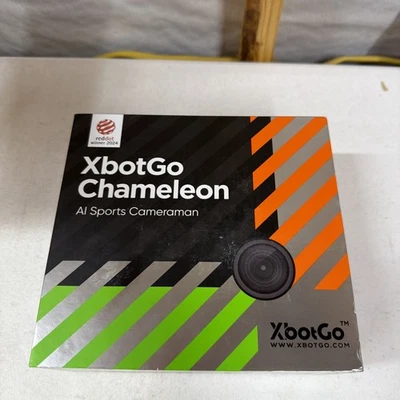 reddot
winner 2024
XbotGo
Chameleon
AI Sports Cameraman
XbotGo™
WWW.XBOTGO.COM